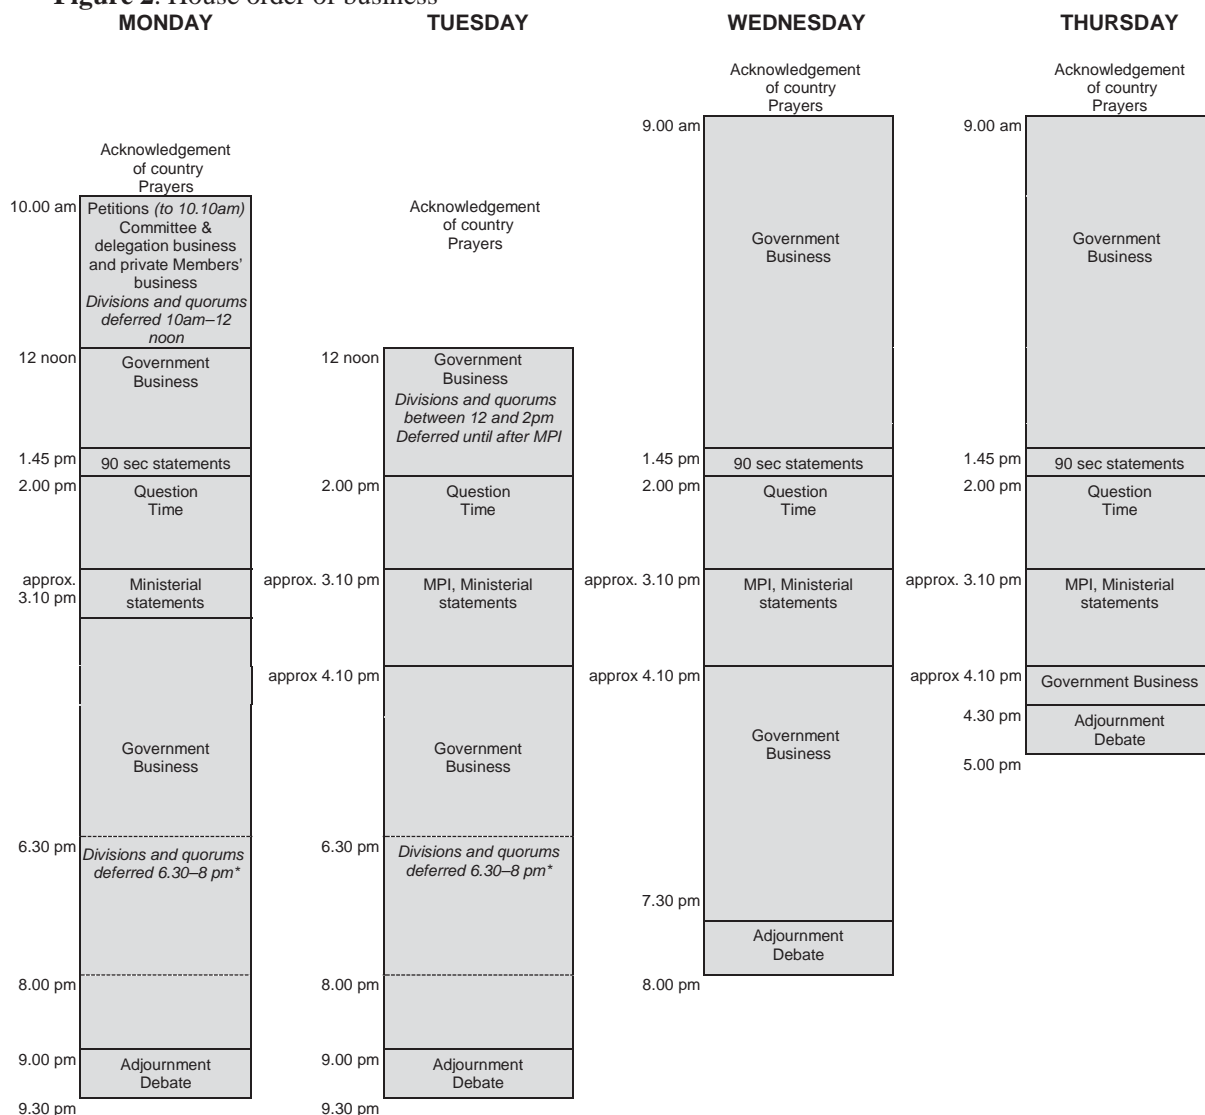 Figure 2. House order of business
MONDAY
Acknowledgement
of country
Prayers
10.00 am
Petitions (to 10.10am)
Committee &
delegation business
and private Members’
business
Divisions and quorums
deferred 10am–12
noon
12 noon
Government
Business
1.45 pm
90 sec statements
2.00 pm
Question
Time
approx.
3.10 pm
Ministerial
statements
Government
Business
6.30 pm
Divisions and quorums
deferred 6.30–8 pm*
8.00 pm
9.00 pm
Adjournment
Debate
9.30 pm
TUESDAY
Acknowledgement
of country
Prayers
12 noon
Government
Business
Divisions and quorums
between 12 and 2pm
Deferred until after MPI
2.00 pm
Question
Time
approx. 3.10 pm
MPI, Ministerial
statements
approx 4.10 pm
Government
Business
6.30 pm
Divisions and quorums
deferred 6.30–8 pm*
8.00 pm
9.00 pm
Adjournment
Debate
9.30 pm
WEDNESDAY
Acknowledgement
of country
Prayers
9.00 am
Government
Business
1.45 pm
90 sec statements
2.00 pm
Question
Time
approx. 3.10 pm
MPI, Ministerial
statements
approx 4.10 pm
Government
Business
7.30 pm
Adjournment
Debate
8.00 pm
THURSDAY
Acknowledgement
of country
Prayers
9.00 am
Government
Business
1.45 pm
90 sec statements
2.00 pm
Question
Time
approx. 3.10 pm
MPI, Ministerial
statements
approx 4.10 pm
Government Business
4.30 pm
Adjournment
Debate
5.00 pm